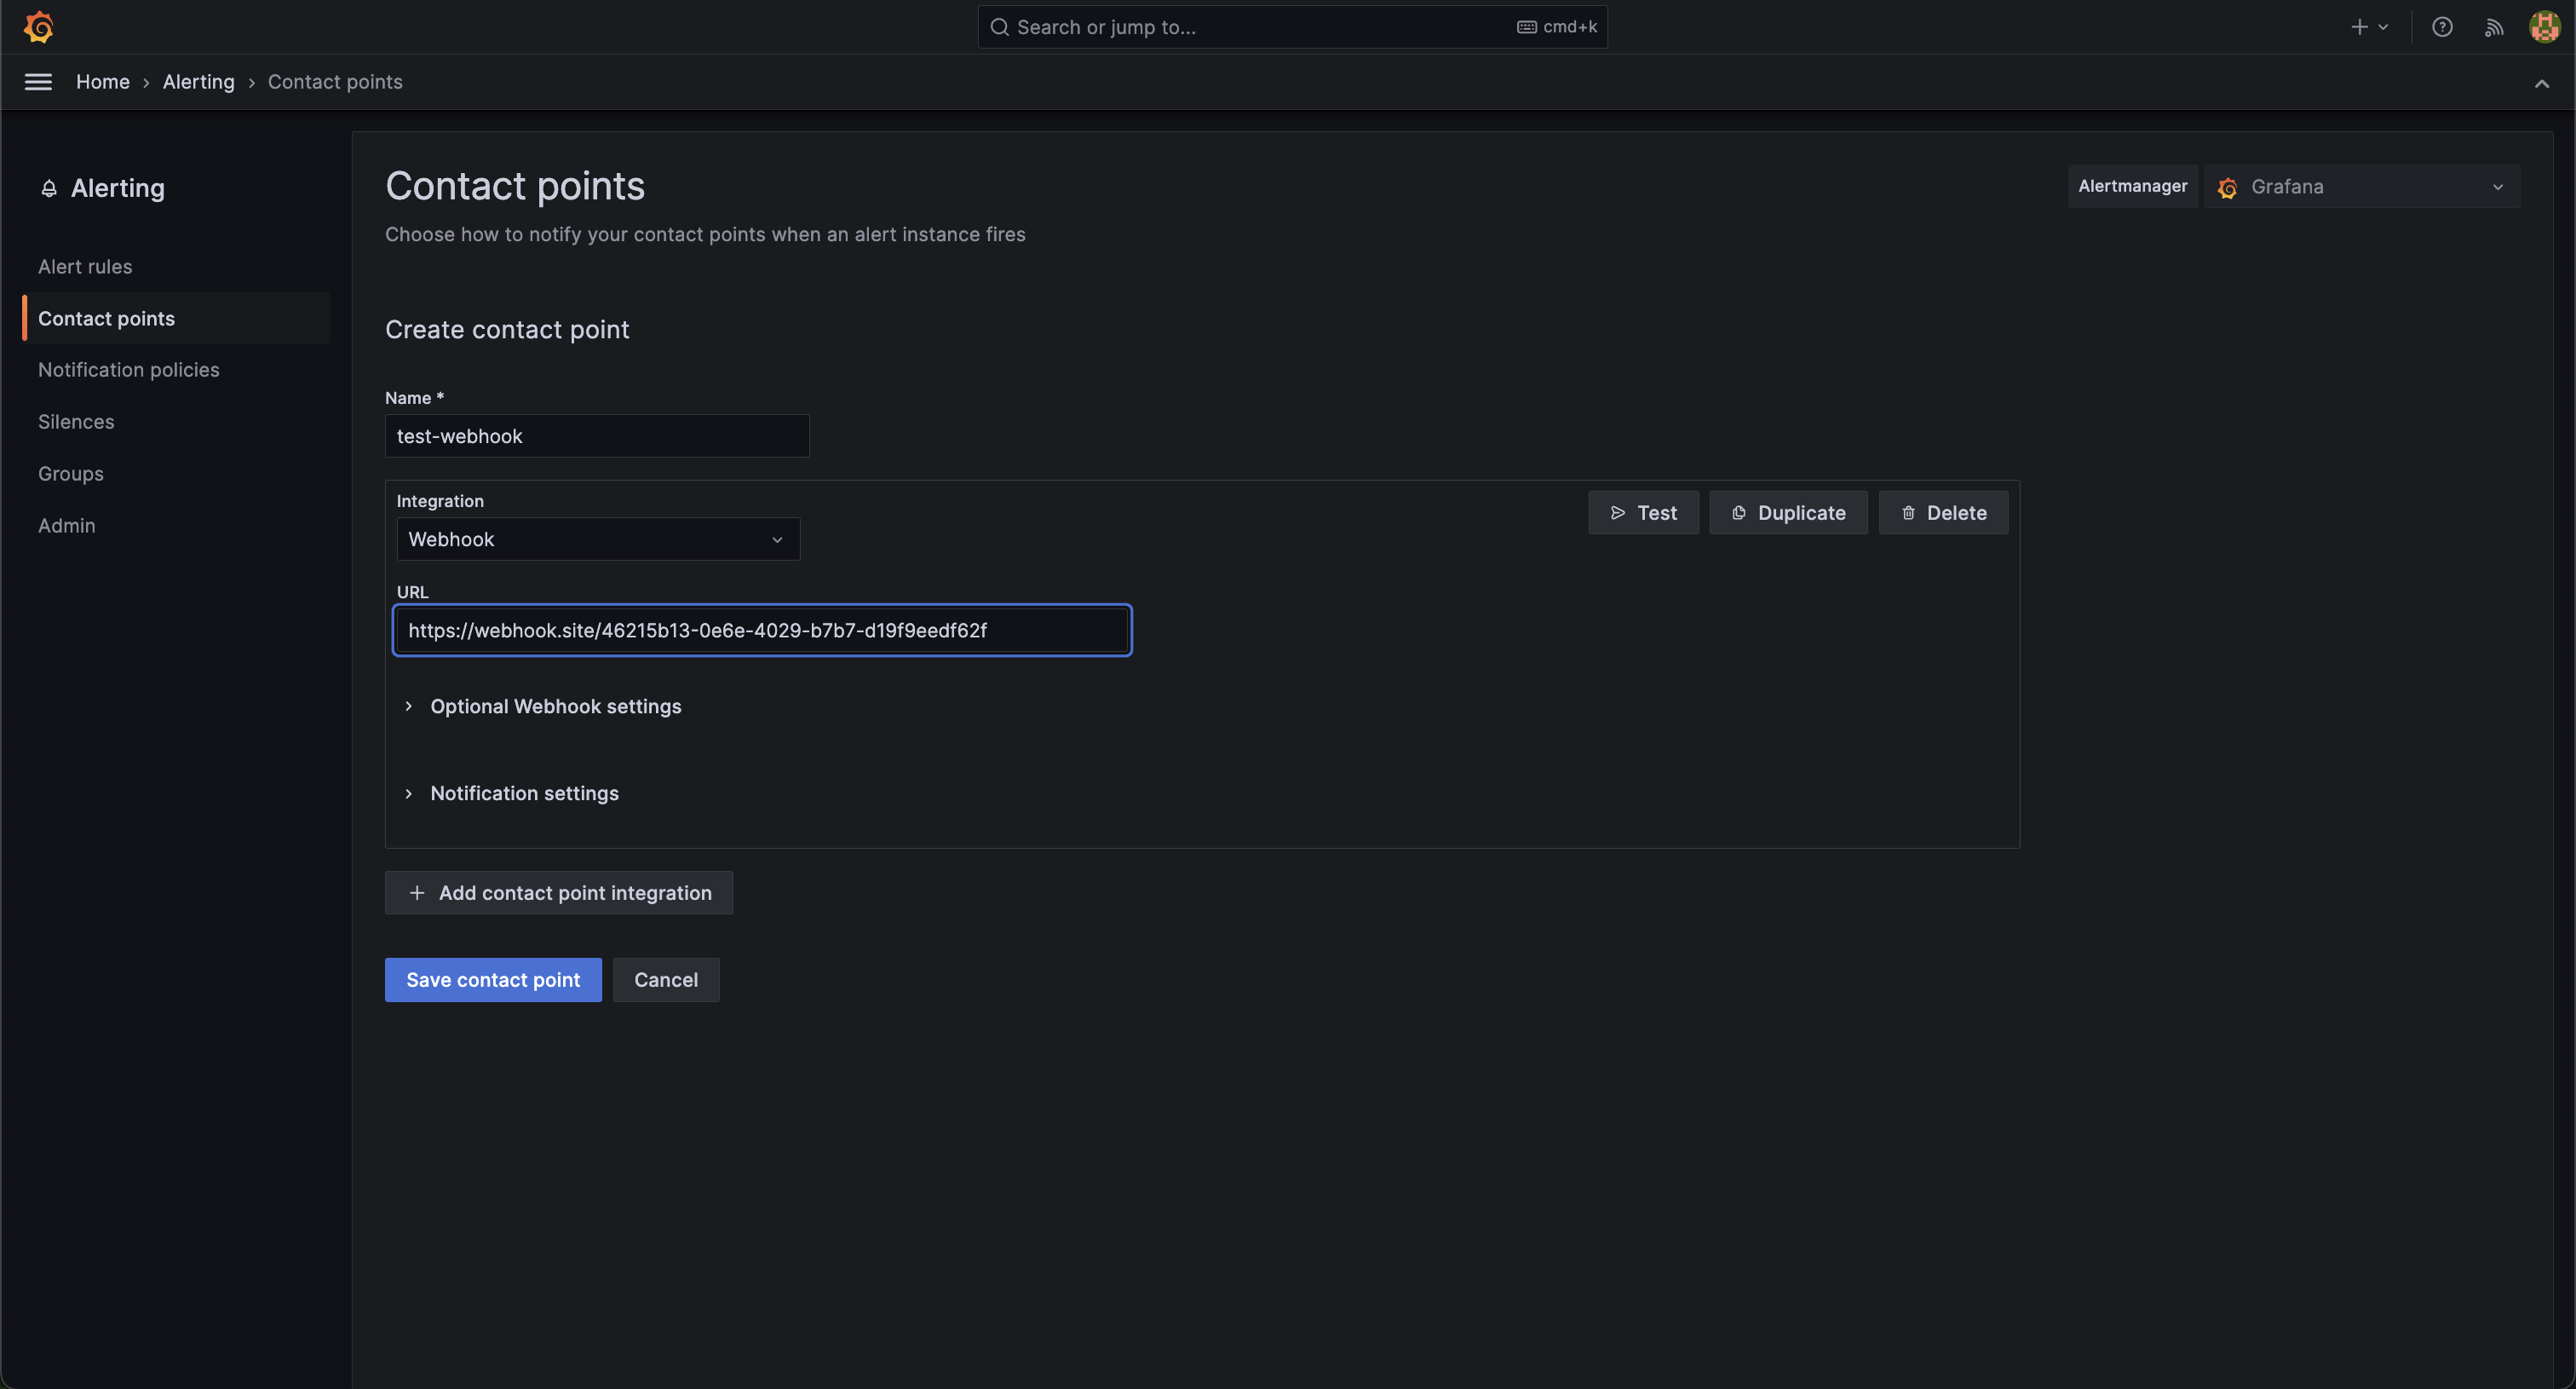 Search or jump to...
cmd+k
Home › Alerting › Contact points
Alerting
Alert rules
Contact points
Notification policies
Silences
Groups
Admin
Contact points
Alertmanager
Grafana
Choose how to notify your contact points when an alert instance fires
Create contact point
Name *
test-webhook
Integration
Test
Duplicate
Delete
Webhook
URL
https://webhook.site/46215b13-0e6e-4029-b7b7-d19f9eedf62f
Optional Webhook settings
Notification settings
Add contact point integration
Save contact point
Cancel